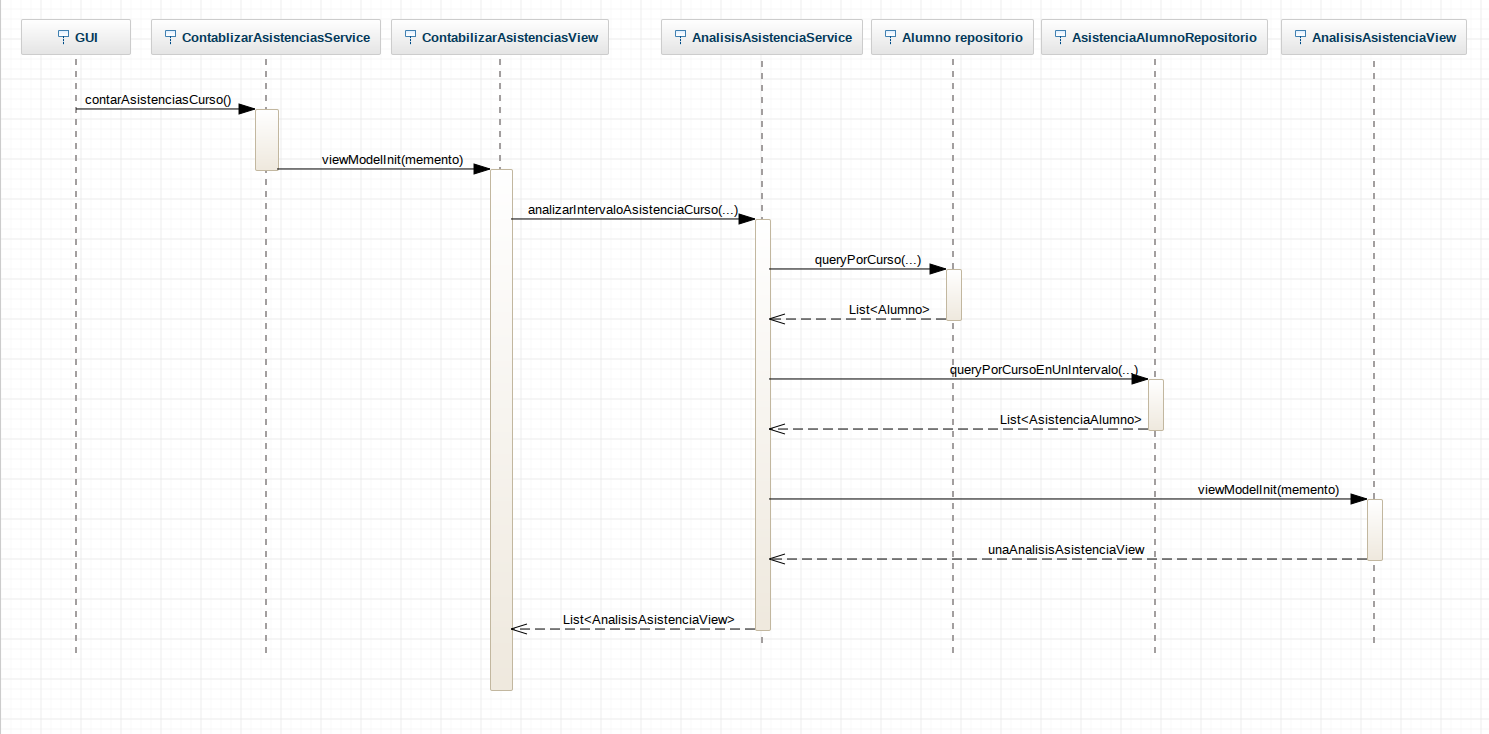 GUI
ContablizarAsistenciasService
ContabilizarAsistenciasView
AnalisisAsistenciaService
Alumno repositorio
AsistenciaAlumnoRepositorio
AnalisisAsistenciaView
contarAsistenciasCurso()
viewModelInit(memento)
analizarIntervaloAsistenciaCurso(...)
queryPorCurso(...)
List<Alumno>
queryPorCursoEnUnIntervalo(...)
List<AsistenciaAlumno>
viewModelInit(memento)
unaAnalisisAsistenciaView
List<AnalisisAsistenciaView>